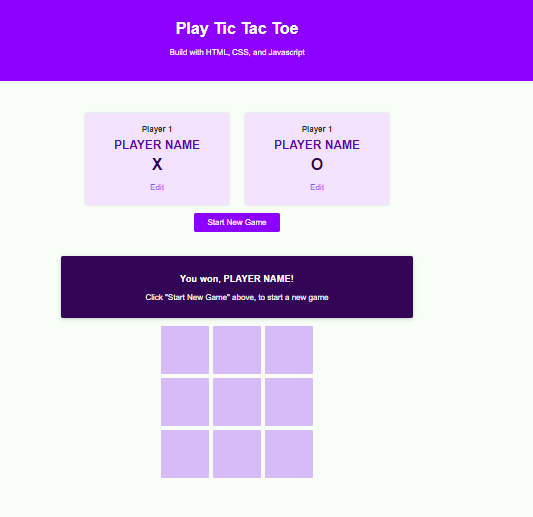 Play Tic Tac Toe
Build with HTML, CSS, and Javascript
Player 1
PLAYER NAME
X
Edit
Player 1
PLAYER NAME
O
Edit
Start New Game
You won, PLAYER NAME!
Click "Start New Game" above, to start a new game